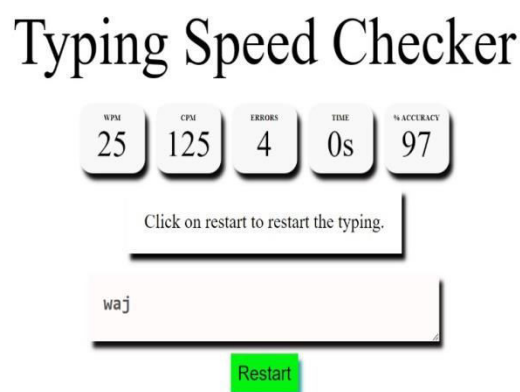 Typing Speed Checker
WPM CPM ERRORS TIME % ACCURACY
25 125 4 0s 97
Click on restart to restart the typing.
waj
Restart